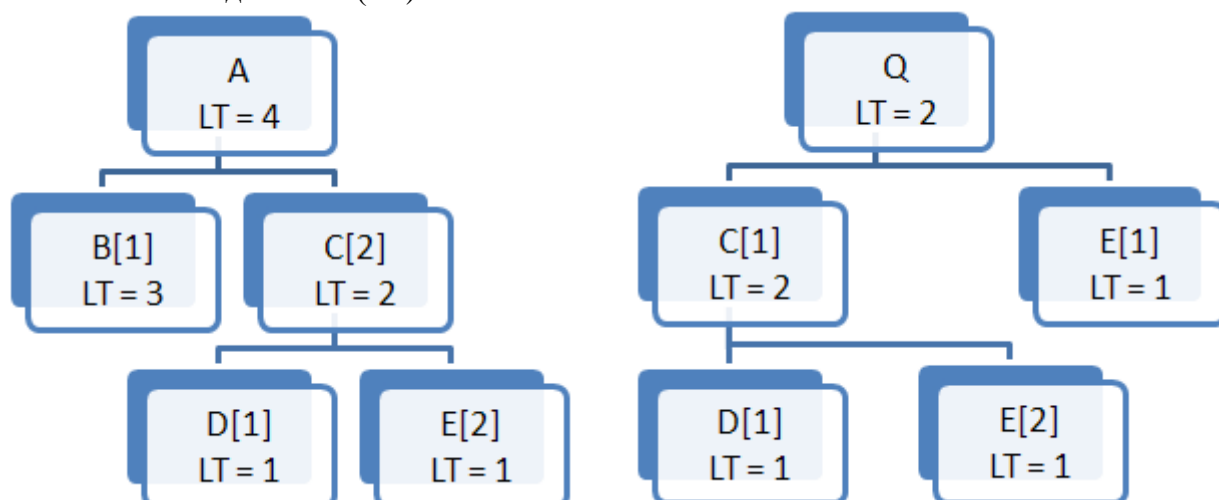 A
LT = 4
Q
LT = 2
B[1]
LT = 3
C[2]
LT = 2
C[1]
LT = 2
E[1]
LT = 1
D[1]
LT = 1
E[2]
LT = 1
D[1]
LT = 1
E[2]
LT = 1